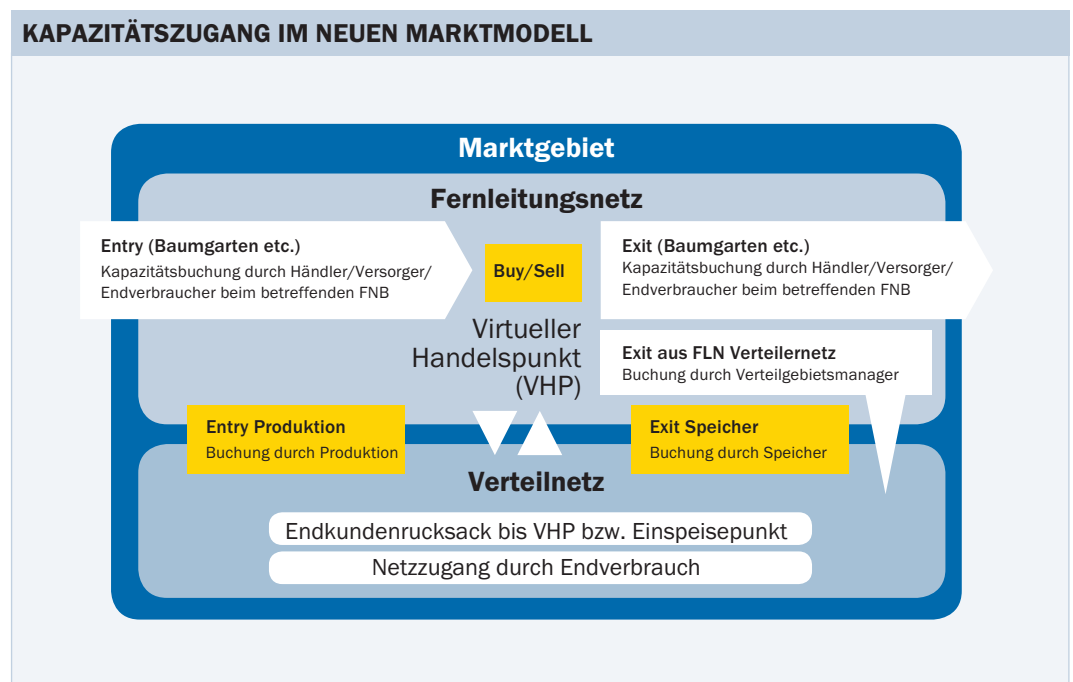 KAPAZITÄTSZUGANG IM NEUEN MARKTMODELL
Marktgebiet
Fernleitungsnetz
Entry (Baumgarten etc.)
Kapazitätsbuchung durch Händler/Versorger/
Endverbraucher beim betreffenden FNB
Buy/Sell
Exit (Baumgarten etc.)
Kapazitätsbuchung durch Händler/Versorger/
Endverbraucher beim betreffenden FNB
Virtueller
Handelspunkt
(VHP)
Exit aus FLN Verteilernetz
Buchung durch Verteilgebietsmanager
Entry Produktion
Buchung durch Produktion
Exit Speicher
Buchung durch Speicher
Verteilnetz
Endkundenrucksack bis VHP bzw. Einspeisepunkt
Netzzugang durch Endverbrauch